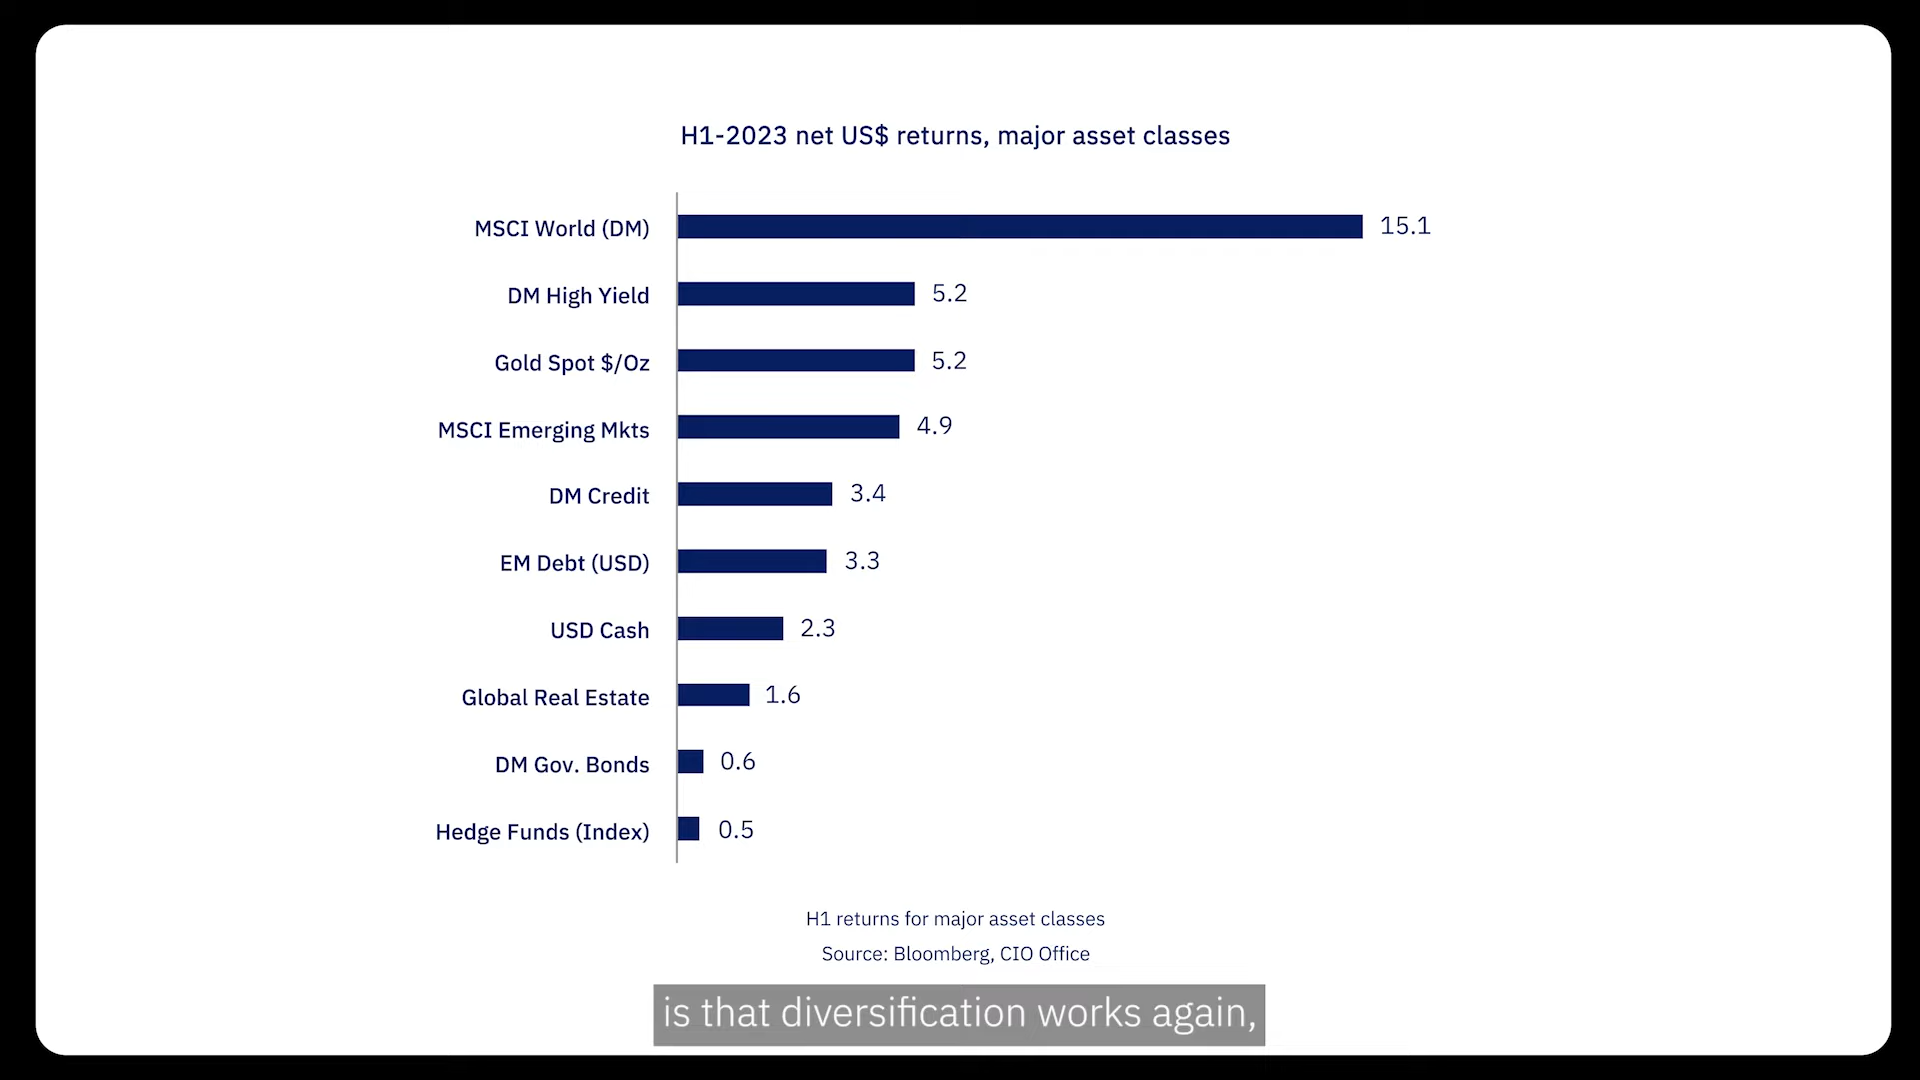 H1-2023 net US$ returns, major asset classes
MSCI World (DM) 15.1
DM High Yield 5.2
Gold Spot $/Oz 5.2
MSCI Emerging Mkts 4.9
DM Credit 3.4
EM Debt (USD) 3.3
USD Cash 2.3
Global Real Estate 1.6
DM Gov. Bonds 0.6
Hedge Funds (Index) 0.5
H1 returns for major asset classes
Source: Bloomberg, CIO Office
is that diversification works again,